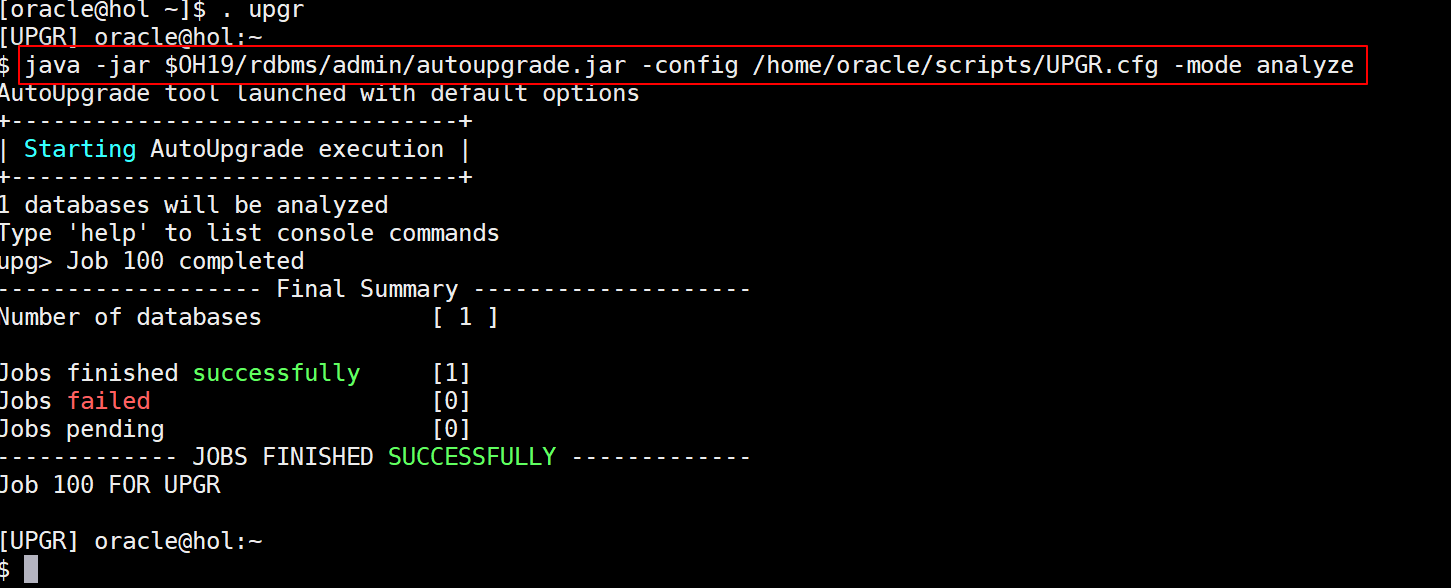 [oracle@hol ~]$ . upgr
[UPGR] oracle@hol:~
$ java -jar $OH19/rdbms/admin/autoupgrade.jar -config /home/oracle/scripts/UPGR.cfg -mode analyze
AutoUpgrade tool launched with default options
+--------------------------------+
| Starting AutoUpgrade execution |
+--------------------------------+
1 databases will be analyzed
Type 'help' to list console commands
upg> Job 100 completed
------------------- Final Summary --------------------
Number of databases            [ 1 ]
Jobs finished successfully     [1]
Jobs failed                    [0]
Jobs pending                   [0]
------------- JOBS FINISHED SUCCESSFULLY -------------
Job 100 FOR UPGR
[UPGR] oracle@hol:~
$